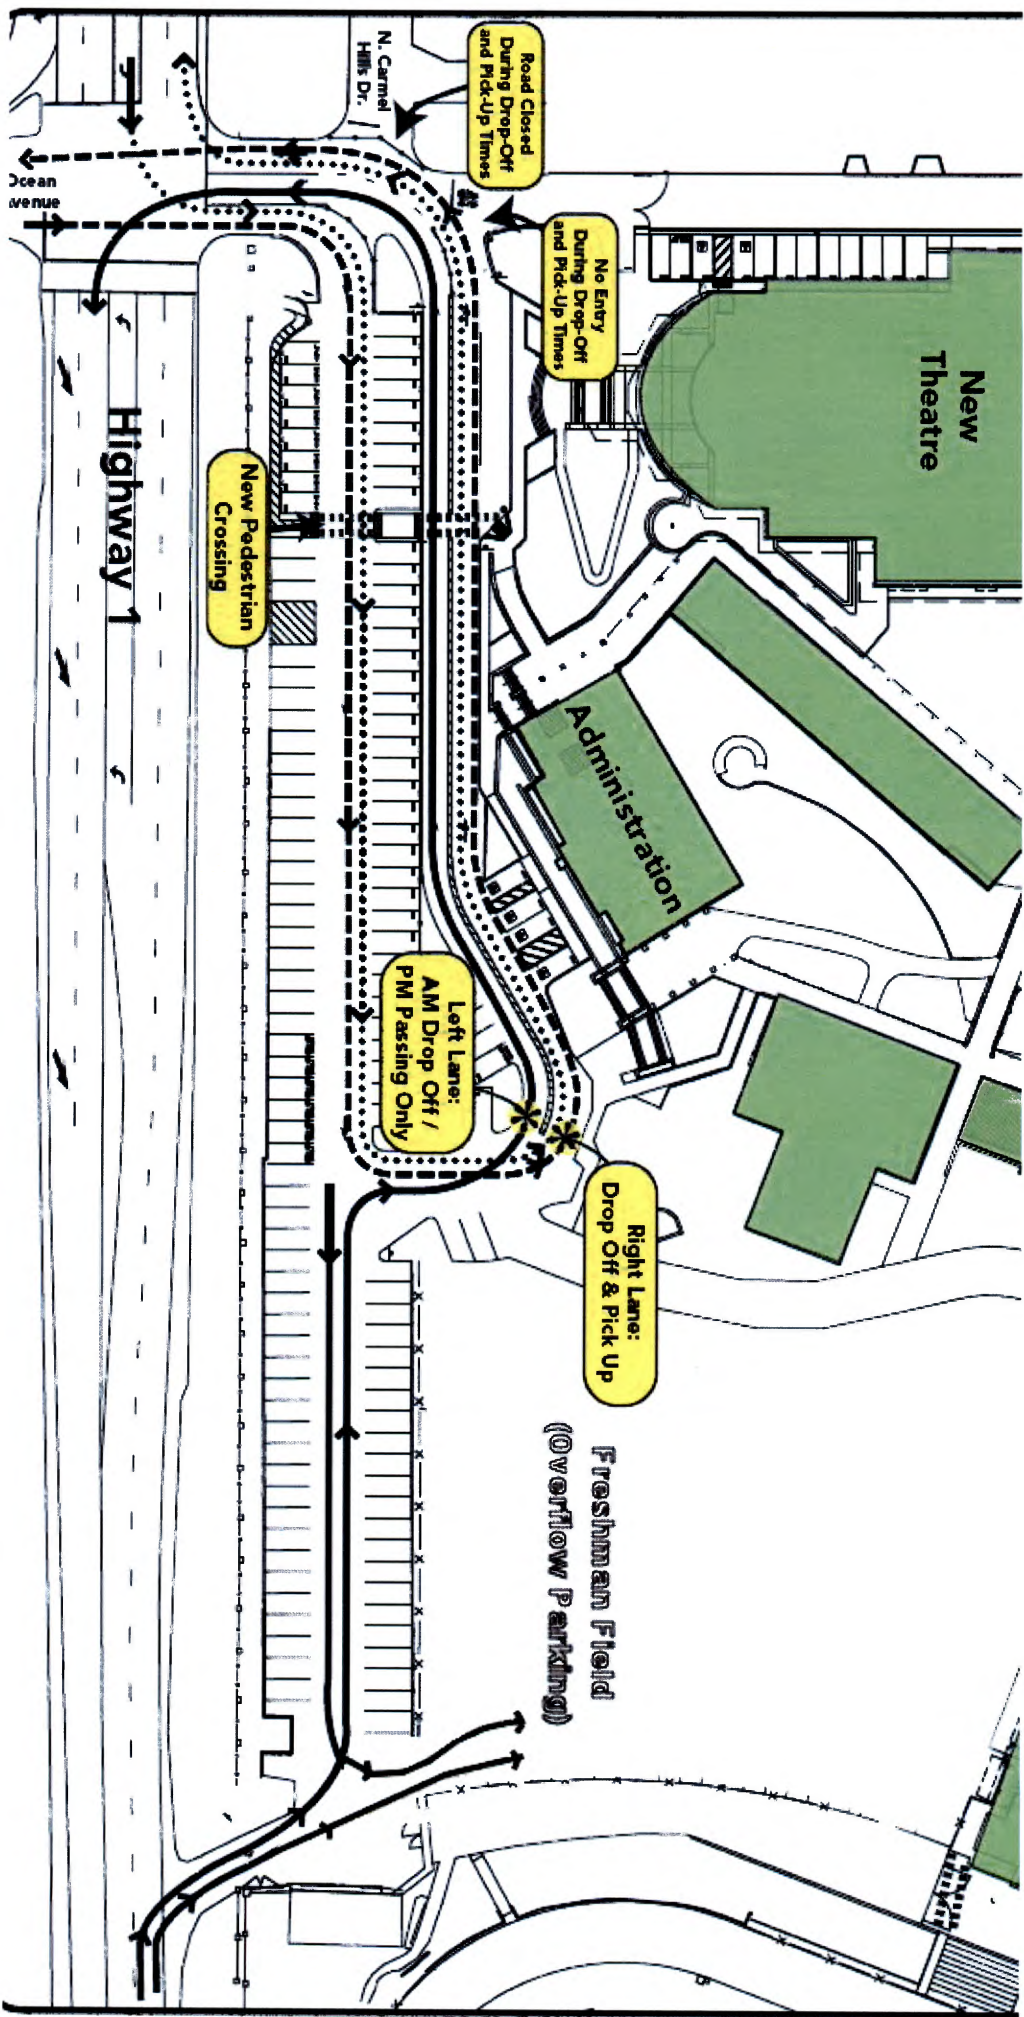 Road Closed
During Drop-Off
and Pick-Up Times
N. Carmel
Hills Dr.
No Entry
During Drop-Off
and Pick-Up Times
New
Theatre
Ocean
venue
Highway 1
New Pedestrian
Crossing
Administration
Left Lane:
AM Drop Off /
PM Passing Only
Right Lane:
Drop Off & Pick Up
Freshman Field
(Overflow Parking)